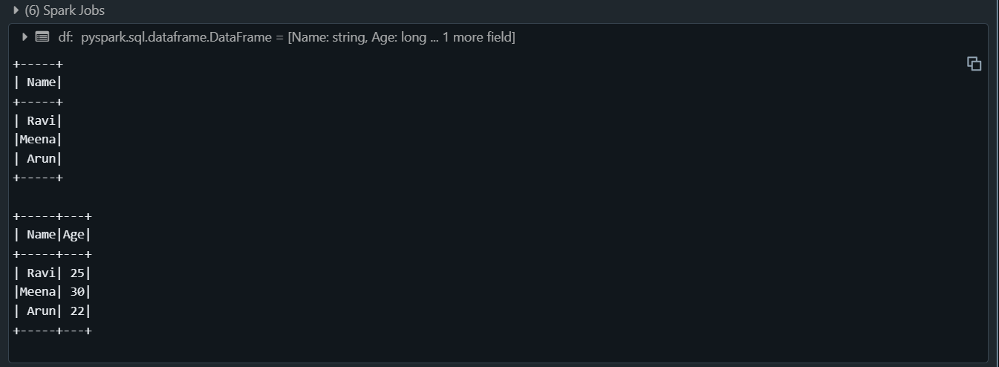 (6) Spark Jobs
df: pyspark.sql.dataframe.DataFrame = [Name: string, Age: long ... 1 more field]
+-----+
| Name|
+-----+
| Ravi|
|Meena|
| Arun|
+-----+
+-----+---+
| Name|Age|
+-----+---+
| Ravi| 25|
|Meena| 30|
| Arun| 22|
+-----+---+